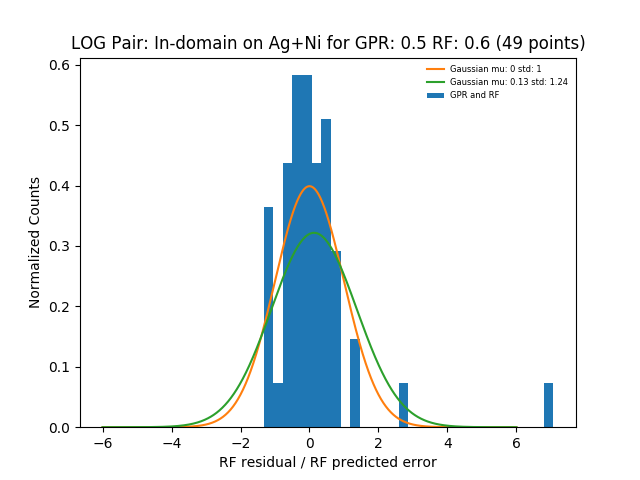 LOG Pair: In-domain on Ag+Ni for GPR: 0.5 RF: 0.6 (49 points)
Gaussian mu: 0 std: 1
Gaussian mu: 0.13 std: 1.24
GPR and RF
Normalized Counts
0.6
0.5
0.4
0.3
0.2
0.1
0.0
−6 −4 −2 0 2 4 6
RF residual / RF predicted error